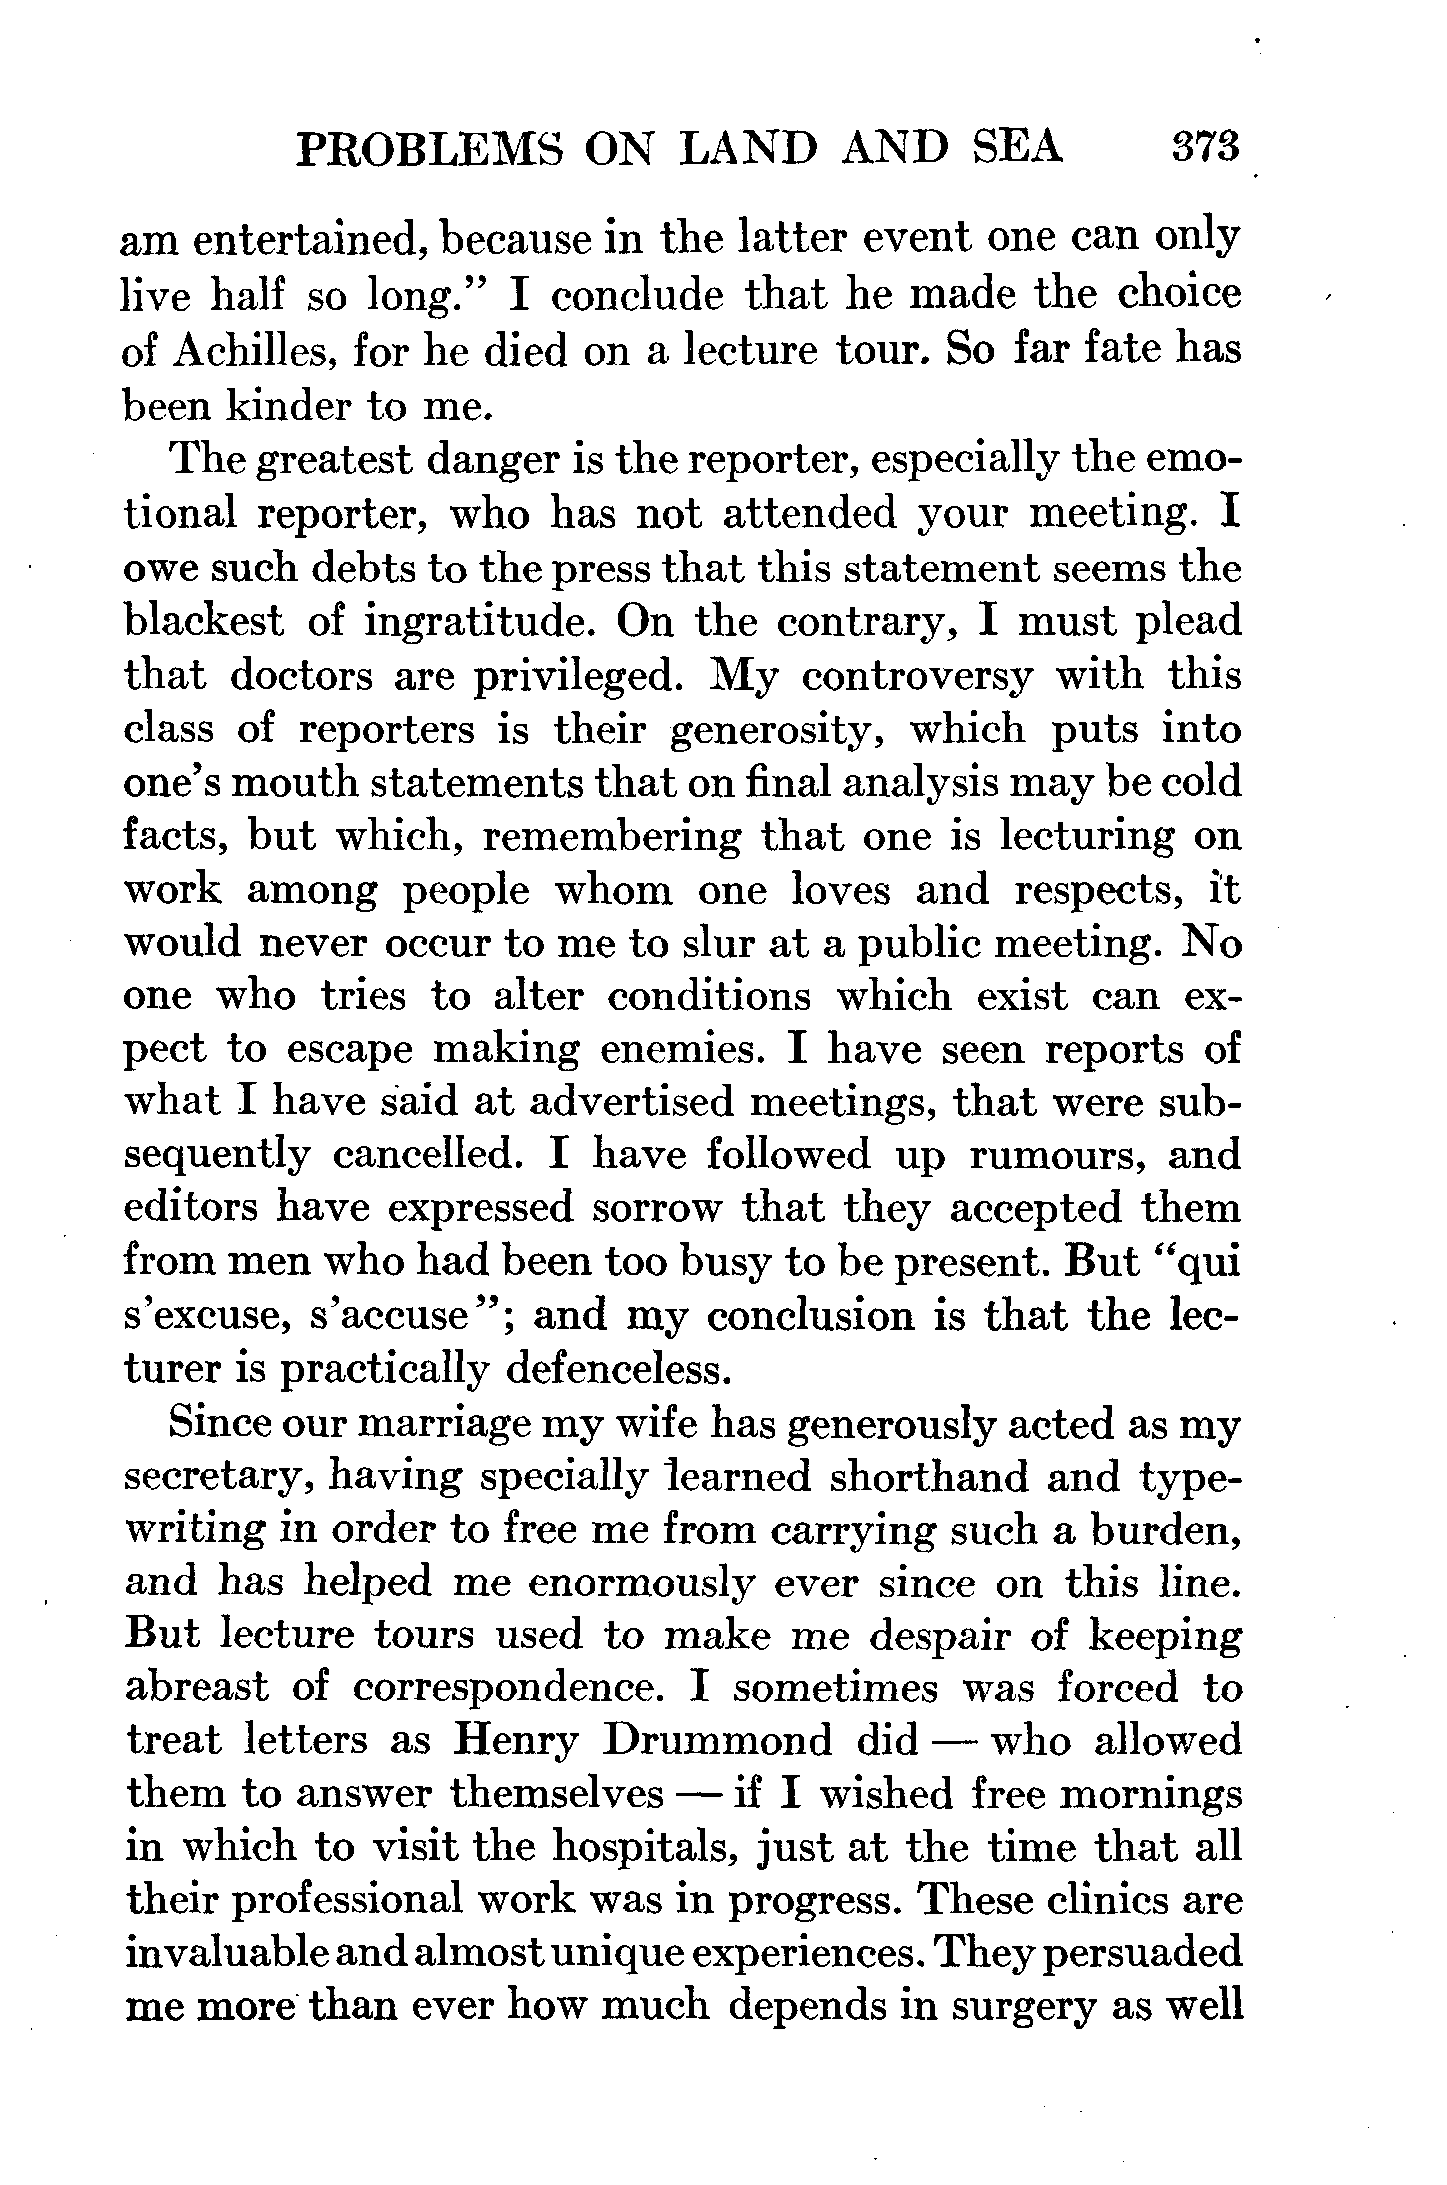 PROBLEMS ON LAND AND SEA 373
am entertained, because in the latter event one can only
live half so long.” I conclude that he made the choice
of Achilles, for he died on a lecture tour. So far fate has
been kinder to me.
The greatest danger is the reporter, especially the emo-
tional reporter, who has not attended your meeting. I
owe such debts to the press that this statement seems the
blackest of ingratitude. On the contrary, I must plead
that doctors are privileged. My controversy with this
class of reporters is their generosity, which puts into
one’s mouth statements that on final analysis may be cold
facts, but which, remembering that one is lecturing on
work among people whom one loves and respects, it
would never occur to me to slur at a public meeting. No
one who tries to alter conditions which exist can ex-
pect to escape making enemies. I have seen reports of
what I have said at advertised meetings, that were sub-
sequently cancelled. I have followed up rumours, and
editors have expressed sorrow that they accepted them
from men who had been too busy to be present. But “qui
s’excuse, s’accuse”; and my conclusion is that the lec-
turer is practically defenceless.
Since our marriage my wife has generously acted as my
secretary, having specially learned shorthand and type-
writing in order to free me from carrying such a burden,
and has helped me enormously ever since on this line.
But lecture tours used to make me despair of keeping
abreast of correspondence. I sometimes was forced to
treat letters as Henry Drummond did — who allowed
them to answer themselves — if I wished free mornings
in which to visit the hospitals, just at the time that all
their professional work was in progress. These clinics are
invaluable and almost unique experiences. They persuaded
me more than ever how much depends in surgery as well